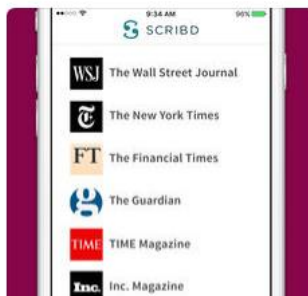 9:34 AM
96%
SCRIBD
WSJ The Wall Street Journal
T The New York Times
FT The Financial Times
g The Guardian
TIME TIME Magazine
Inc. Inc. Magazine